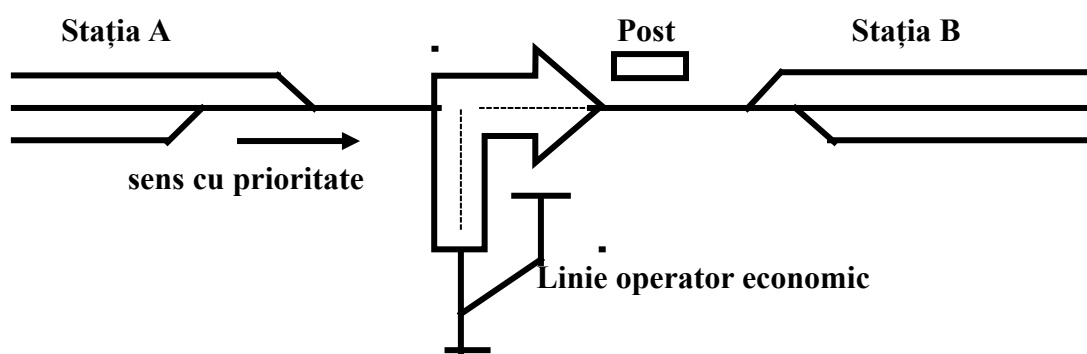 Stația A
Post
Stația B
sens cu prioritate
Linie operator economic